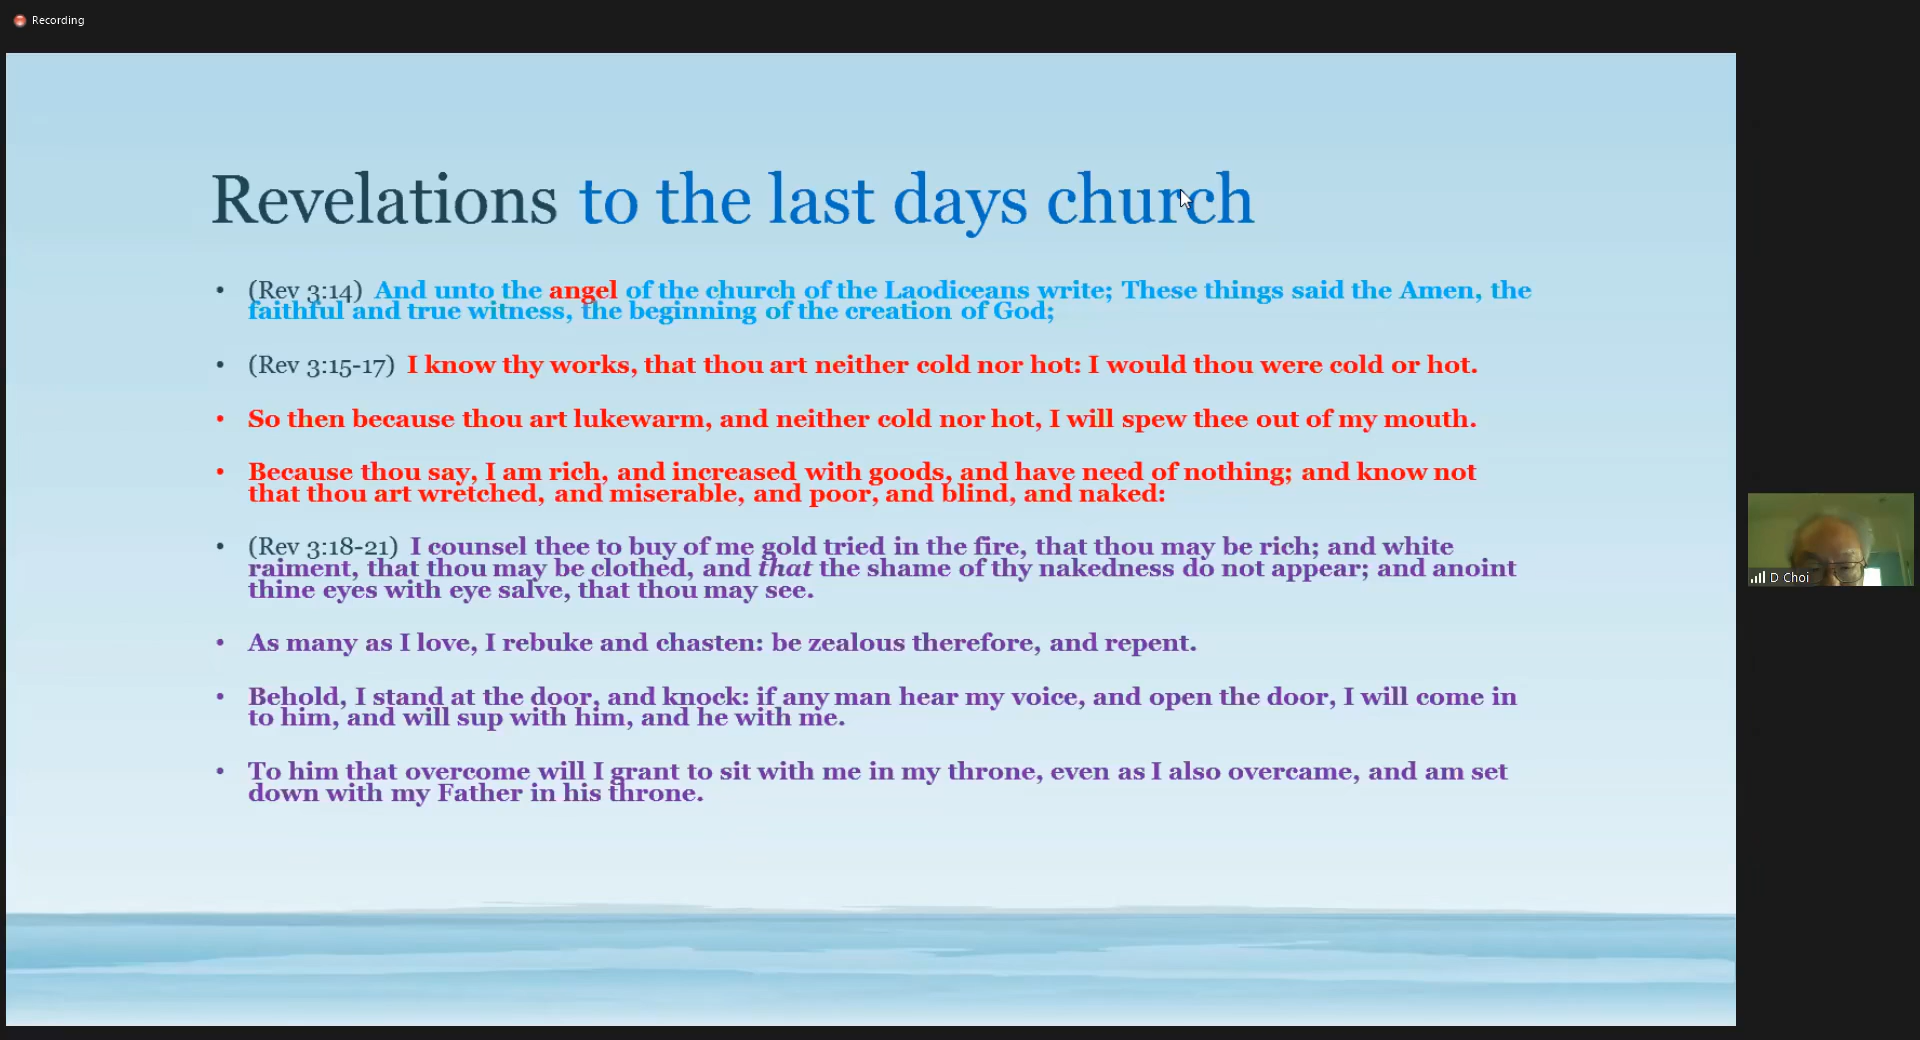 Recording
Revelations to the last days church
• (Rev 3:14) And unto the angel of the church of the Laodiceans write; These things said the Amen, the
faithful and true witness, the beginning of the creation of God;
• (Rev 3:15-17) I know thy works, that thou art neither cold nor hot: I would thou were cold or hot.
• So then because thou art lukewarm, and neither cold nor hot, I will spew thee out of my mouth.
• Because thou say, I am rich, and increased with goods, and have need of nothing; and know not
that thou art wretched, and miserable, and poor, and blind, and naked:
• (Rev 3:18-21) I counsel thee to buy of me gold tried in the fire, that thou may be rich; and white
raiment, that thou may be clothed, and that the shame of thy nakedness do not appear; and anoint
thine eyes with eye salve, that thou may see.
• As many as I love, I rebuke and chasten: be zealous therefore, and repent.
• Behold, I stand at the door, and knock: if any man hear my voice, and open the door, I will come in
to him, and will sup with him, and he with me.
• To him that overcome will I grant to sit with me in my throne, even as I also overcame, and am set
down with my Father in his throne.
D Choi